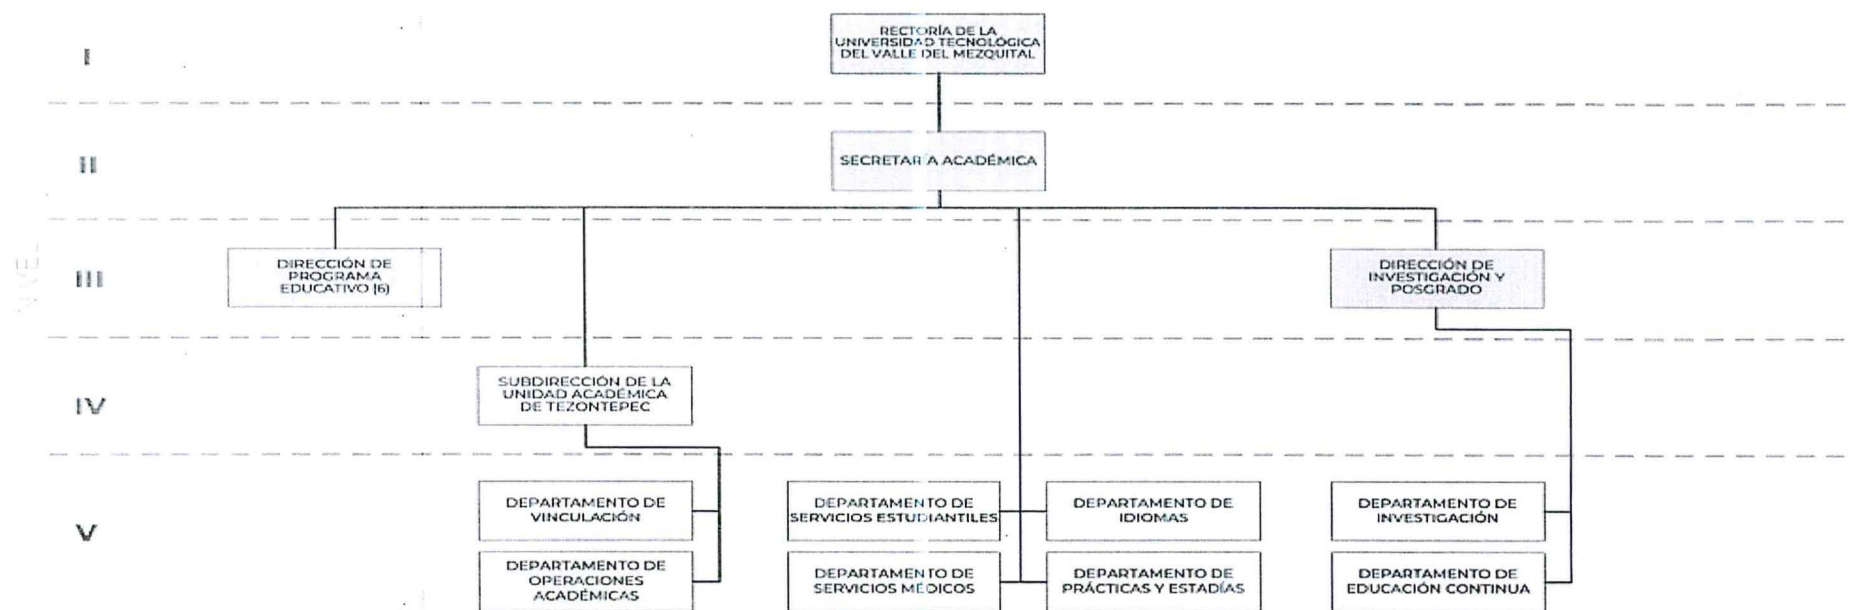 I
RECTORÍA DE LA
UNIVERSIDAD TECNOLÓGICA
DEL VALLE DEL MEZQUITAL
II
SECRETARÍA ACADÉMICA
NIVEL
III
DIRECCIÓN DE
PROGRAMA
EDUCATIVO (6)
DIRECCIÓN DE
INVESTIGACIÓN Y
POSGRADO
IV
SUBDIRECCIÓN DE LA
UNIDAD ACADÉMICA
DE TEZONTEPEC
V
DEPARTAMENTO DE
VINCULACIÓN
DEPARTAMENTO DE
SERVICIOS ESTUDIANTILES
DEPARTAMENTO DE
IDIOMAS
DEPARTAMENTO DE
INVESTIGACIÓN
DEPARTAMENTO DE
OPERACIONES
ACADÉMICAS
DEPARTAMENTO DE
SERVICIOS MÉDICOS
DEPARTAMENTO DE
PRÁCTICAS Y ESTADÍAS
DEPARTAMENTO DE
EDUCACIÓN CONTINUA